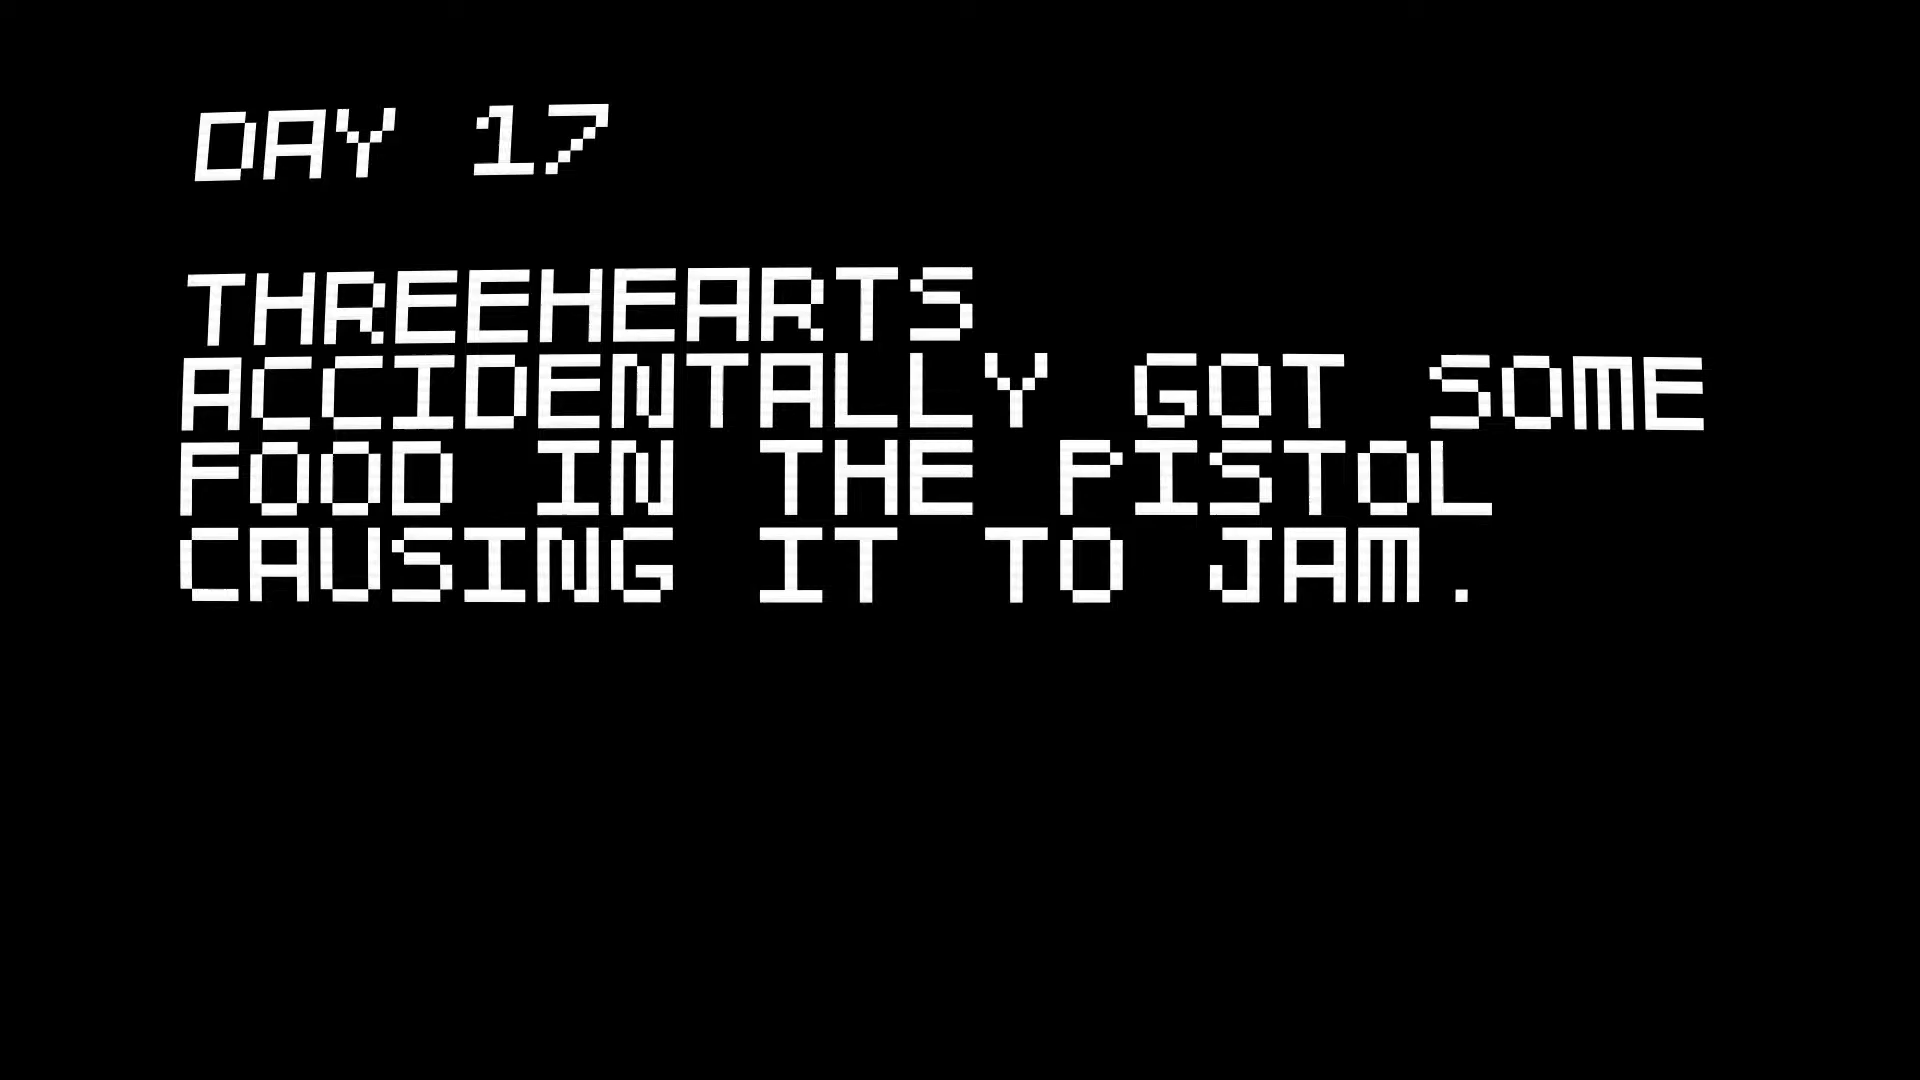 DAY 17
THREEHEARTS
ACCIDENTALLY GOT SOME
FOOD IN THE PISTOL
CAUSING IT TO JAM.